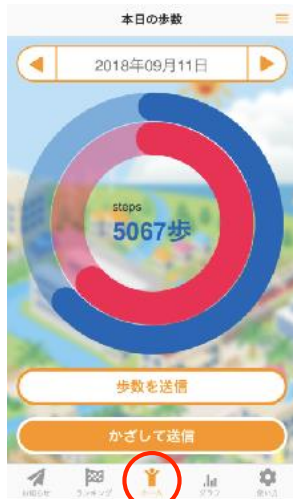 本日の歩数
2018年09月11日
steps
5067歩
歩数を送信
かざして送信
お知らせ ランキング ホーム グラフ 使い方